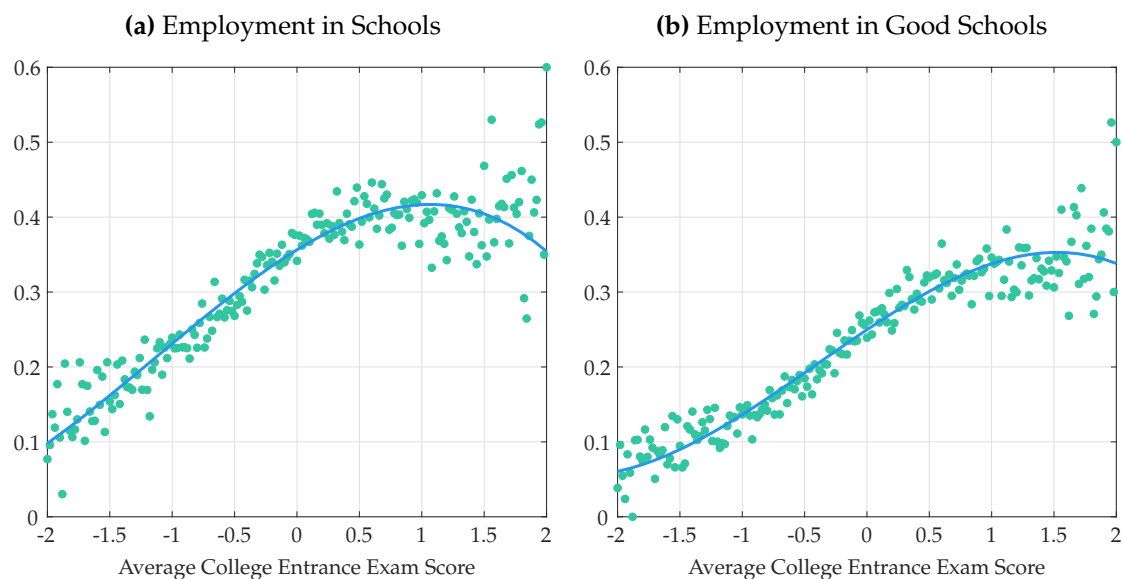 (a) Employment in Schools
0.6
0.5
0.4
0.3
0.2
0.1
0
-2 -1.5 -1 -0.5 0 0.5 1 1.5 2
Average College Entrance Exam Score
(b) Employment in Good Schools
0.6
0.5
0.4
0.3
0.2
0.1
0
-2 -1.5 -1 -0.5 0 0.5 1 1.5 2
Average College Entrance Exam Score